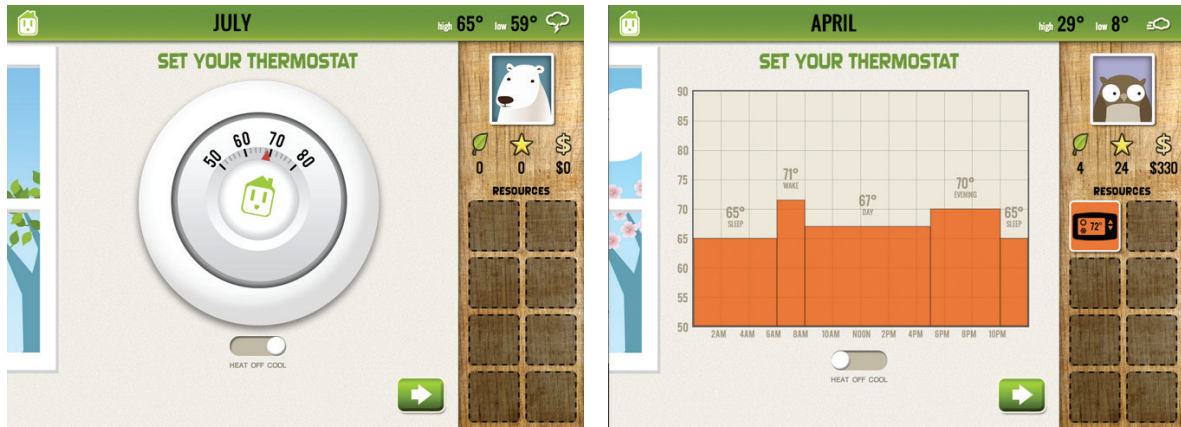 JULY
high 65° low 59°
SET YOUR THERMOSTAT
50 60 70 80
0 0 $0
RESOURCES
HEAT OFF COOL
APRIL
high 29° low 8°
SET YOUR THERMOSTAT
90
85
80
75
70
65
60
55
50
71°
WAKE
70°
EVENING
67°
DAY
65°
SLEEP
65°
SLEEP
2AM 4AM 6AM 8AM 10AM NOON 2PM 4PM 6PM 8PM 10PM
HEAT OFF COOL
4 24 $330
RESOURCES
72°